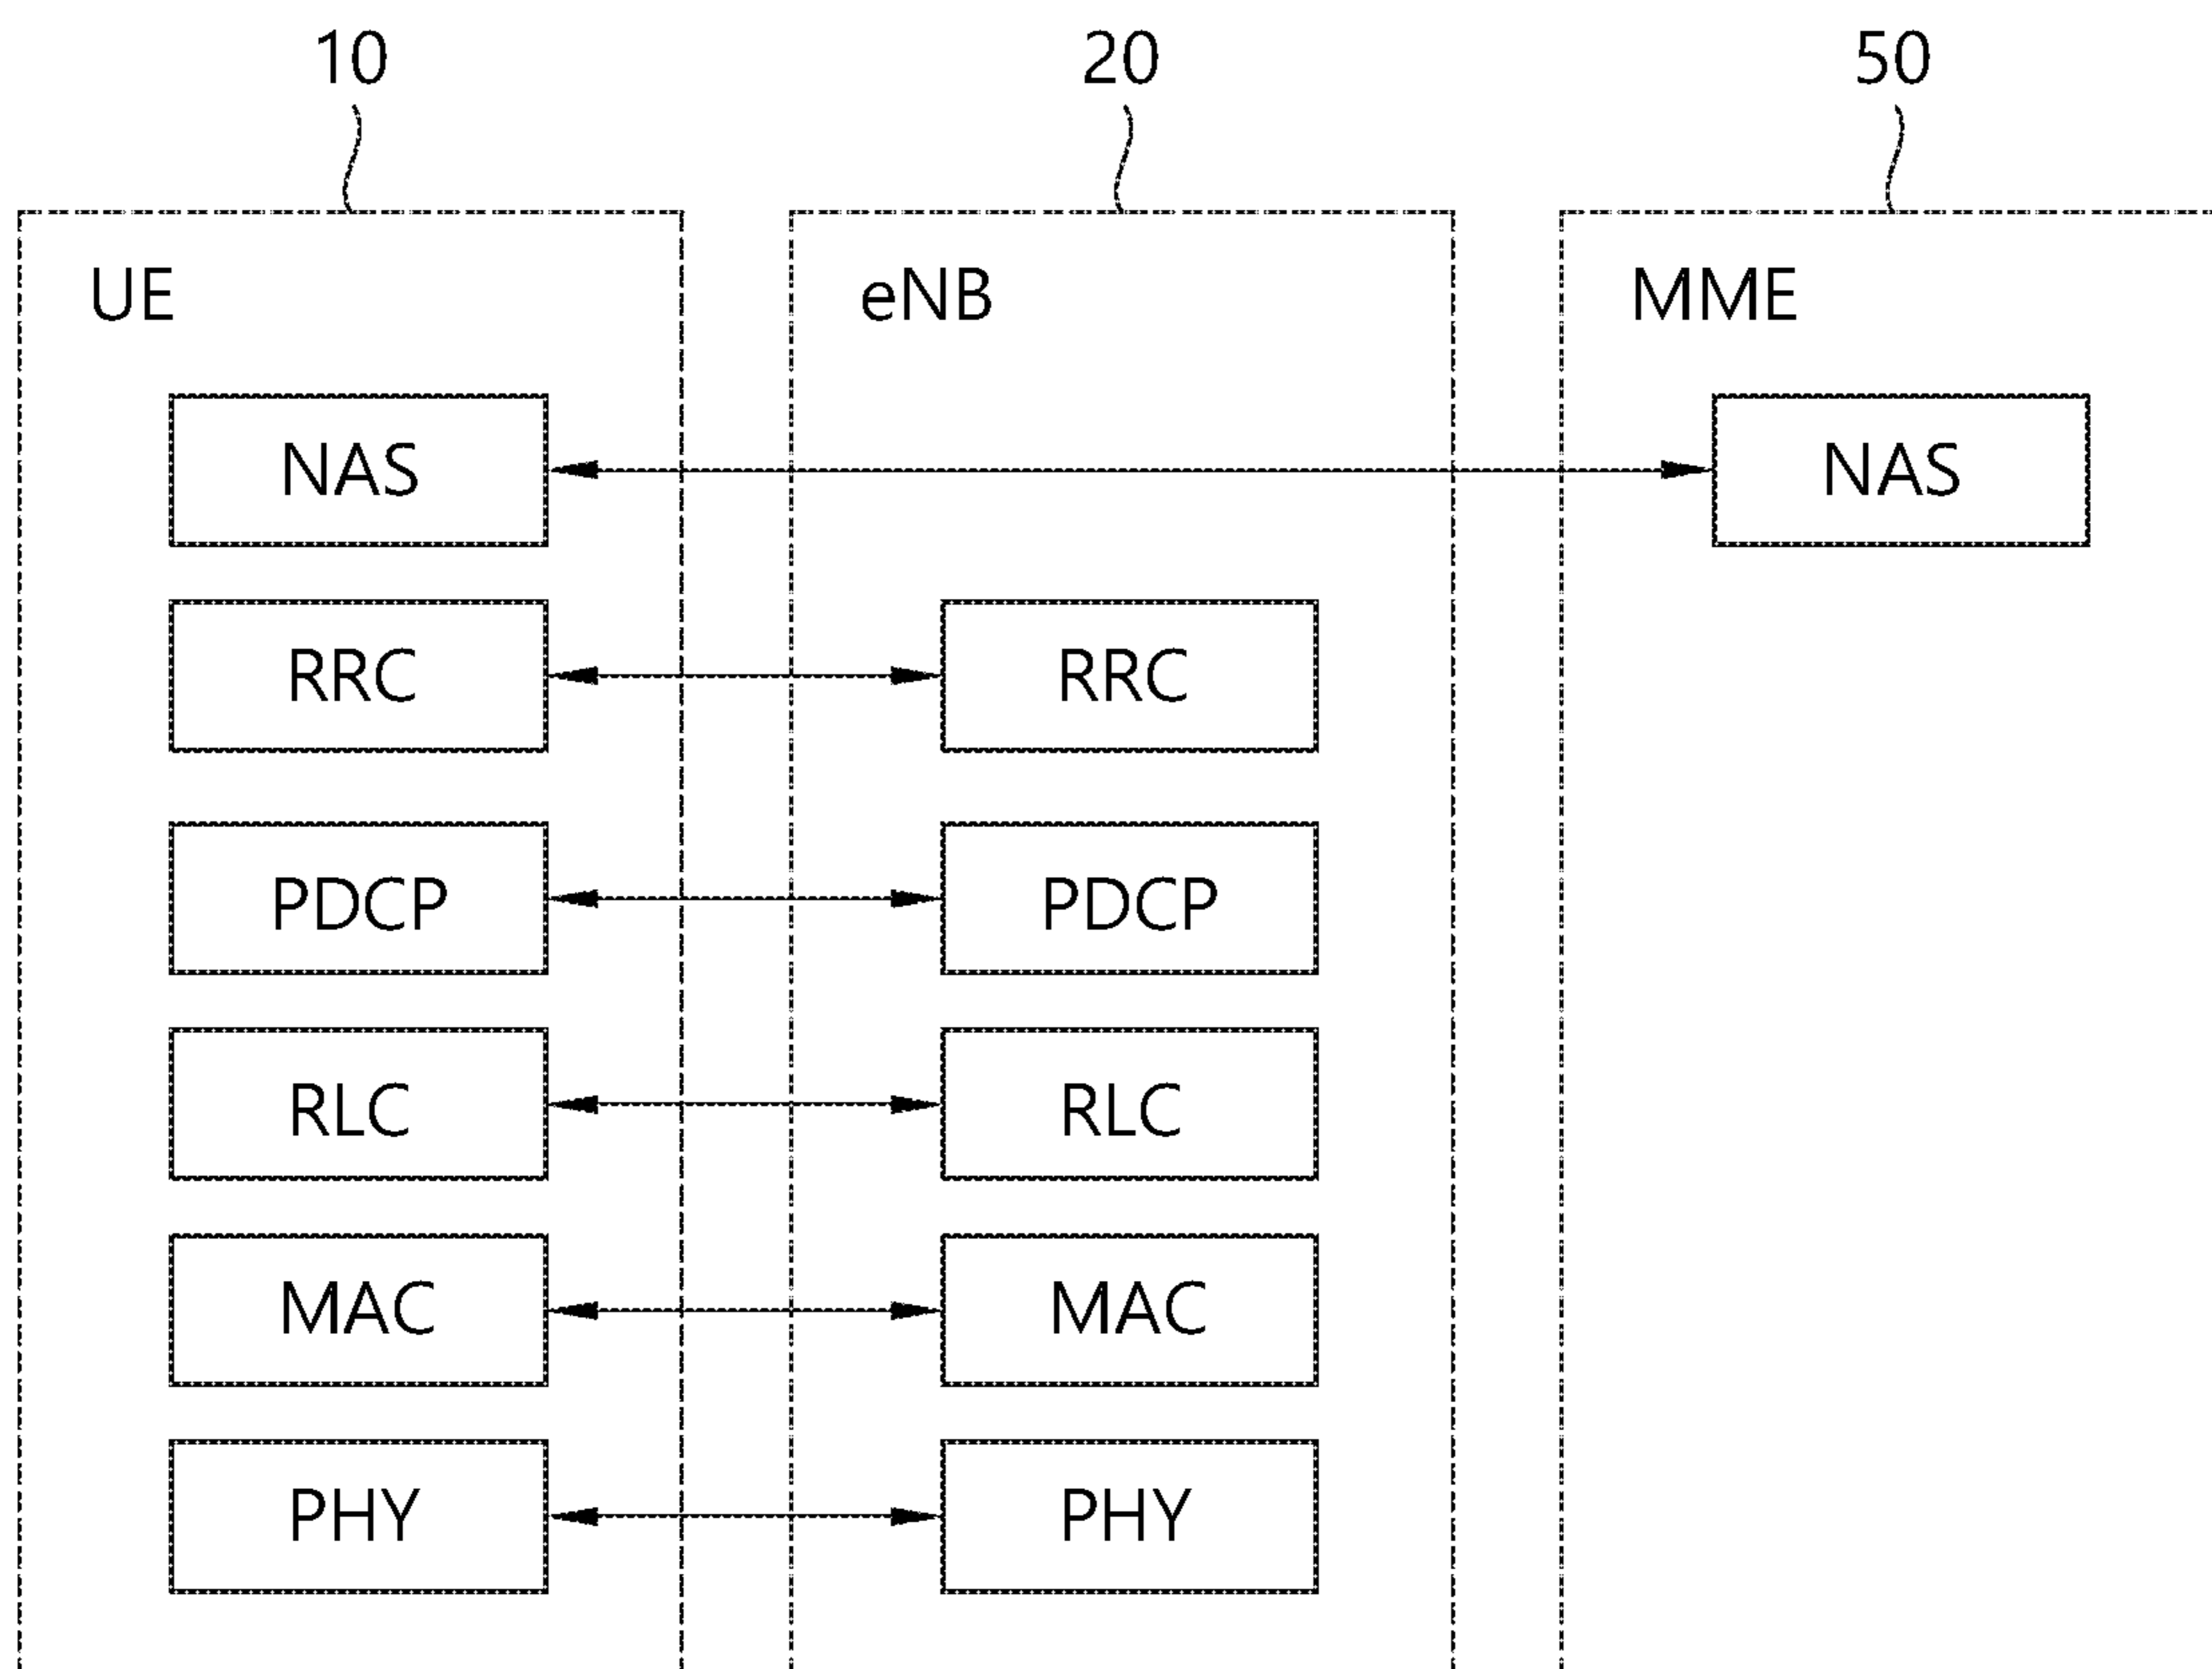 10 20 50
UE eNB MME
NAS NAS
RRC RRC
PDCP PDCP
RLC RLC
MAC MAC
PHY PHY